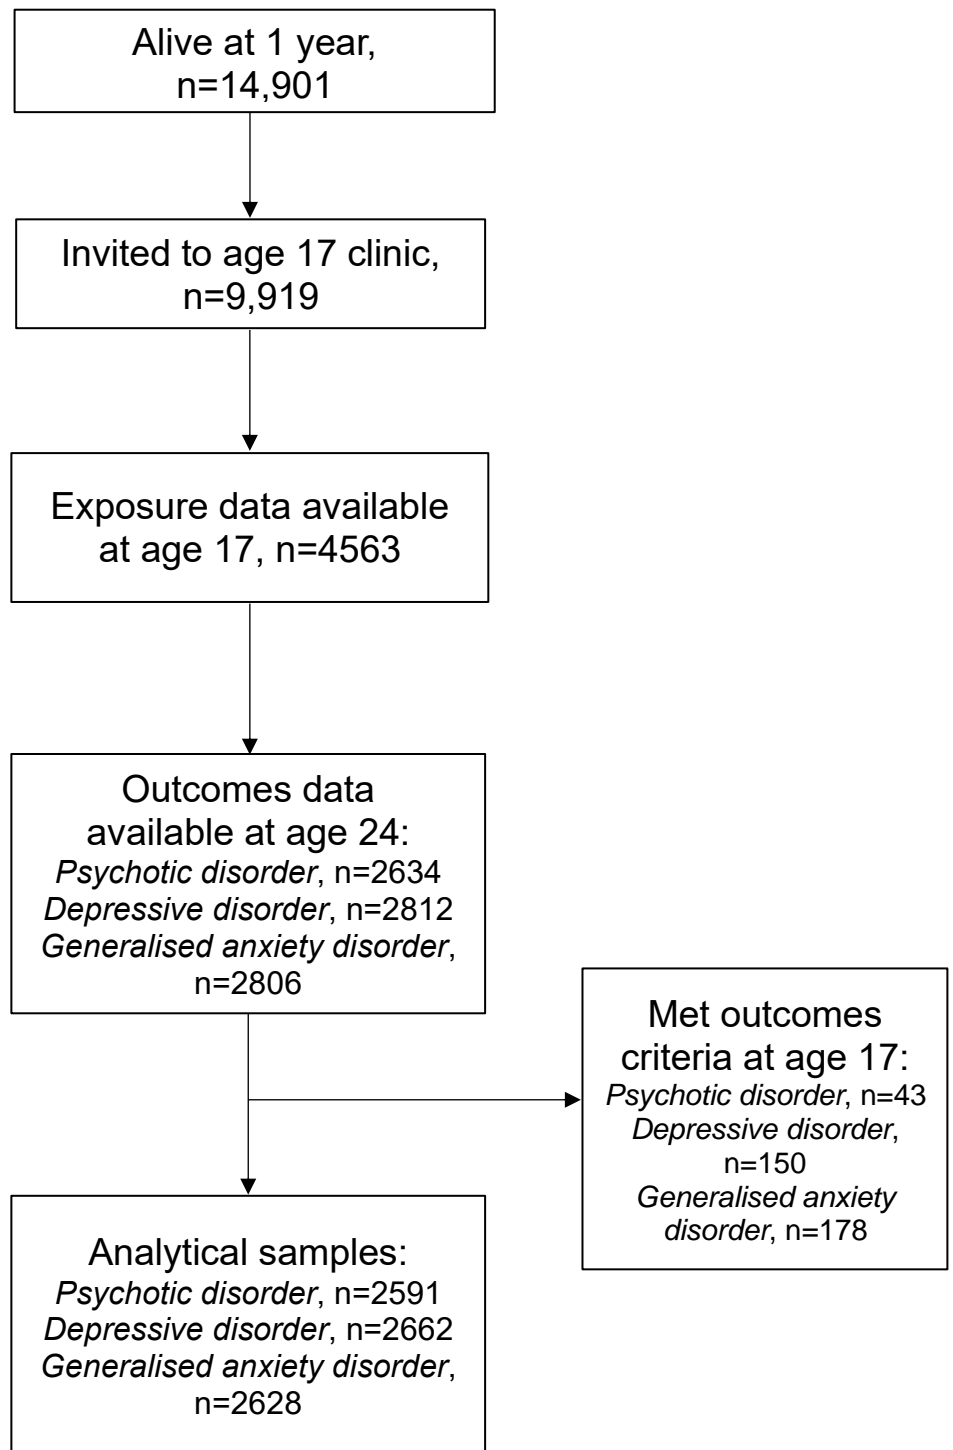 Alive at 1 year,
n=14,901
Invited to age 17 clinic,
n=9,919
Exposure data available
at age 17, n=4563
Outcomes data
available at age 24:
Psychotic disorder, n=2634
Depressive disorder, n=2812
Generalised anxiety disorder,
n=2806
Met outcomes
criteria at age 17:
Psychotic disorder, n=43
Depressive disorder,
n=150
Generalised anxiety
disorder, n=178
Analytical samples:
Psychotic disorder, n=2591
Depressive disorder, n=2662
Generalised anxiety disorder,
n=2628